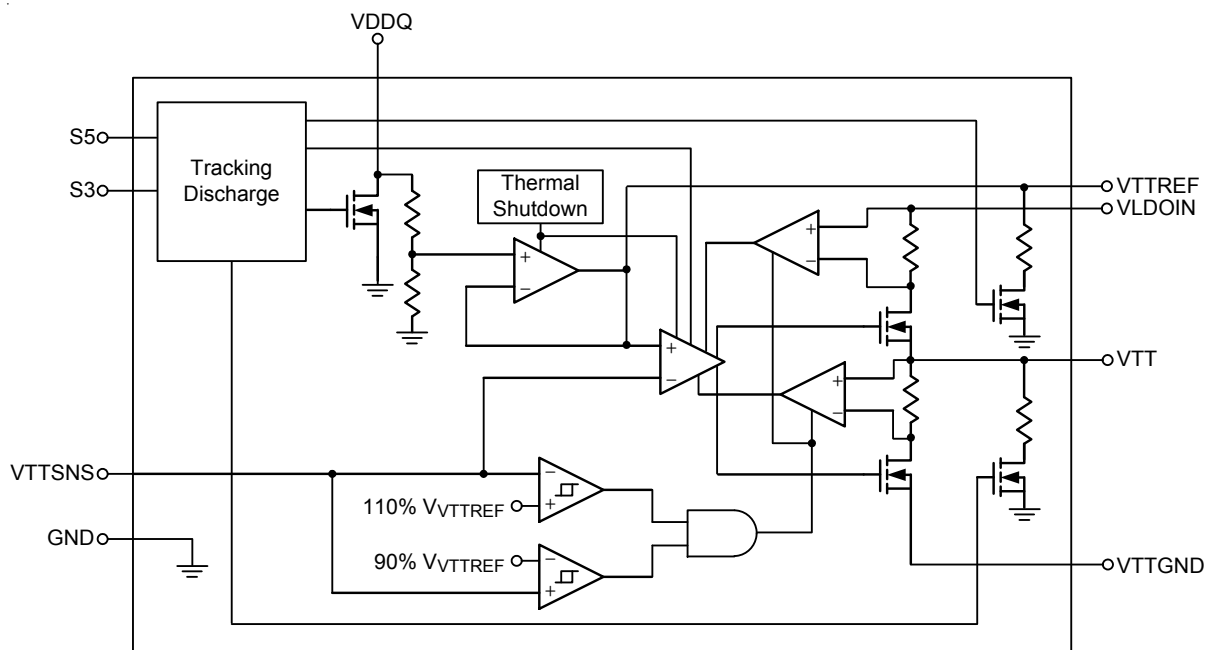 VDDQ
S5
S3
Tracking
Discharge
Thermal
Shutdown
VTTREF
VLDOIN
+
−
+
−
+
−
+
−
VTT
VTTSNS
−
+
110% VVTTREF
GND
90% VVTTREF
−
+
VTTGND